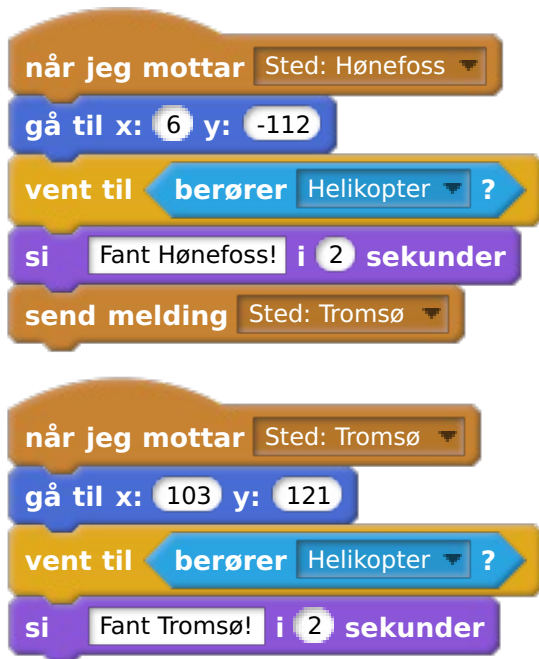 når jeg mottar Sted: Hønefoss
gå til x: 6 y: -112
vent til berører Helikopter ?
si Fant Hønefoss! i 2 sekunder
send melding Sted: Tromsø
når jeg mottar Sted: Tromsø
gå til x: 103 y: 121
vent til berører Helikopter ?
si Fant Tromsø! i 2 sekunder